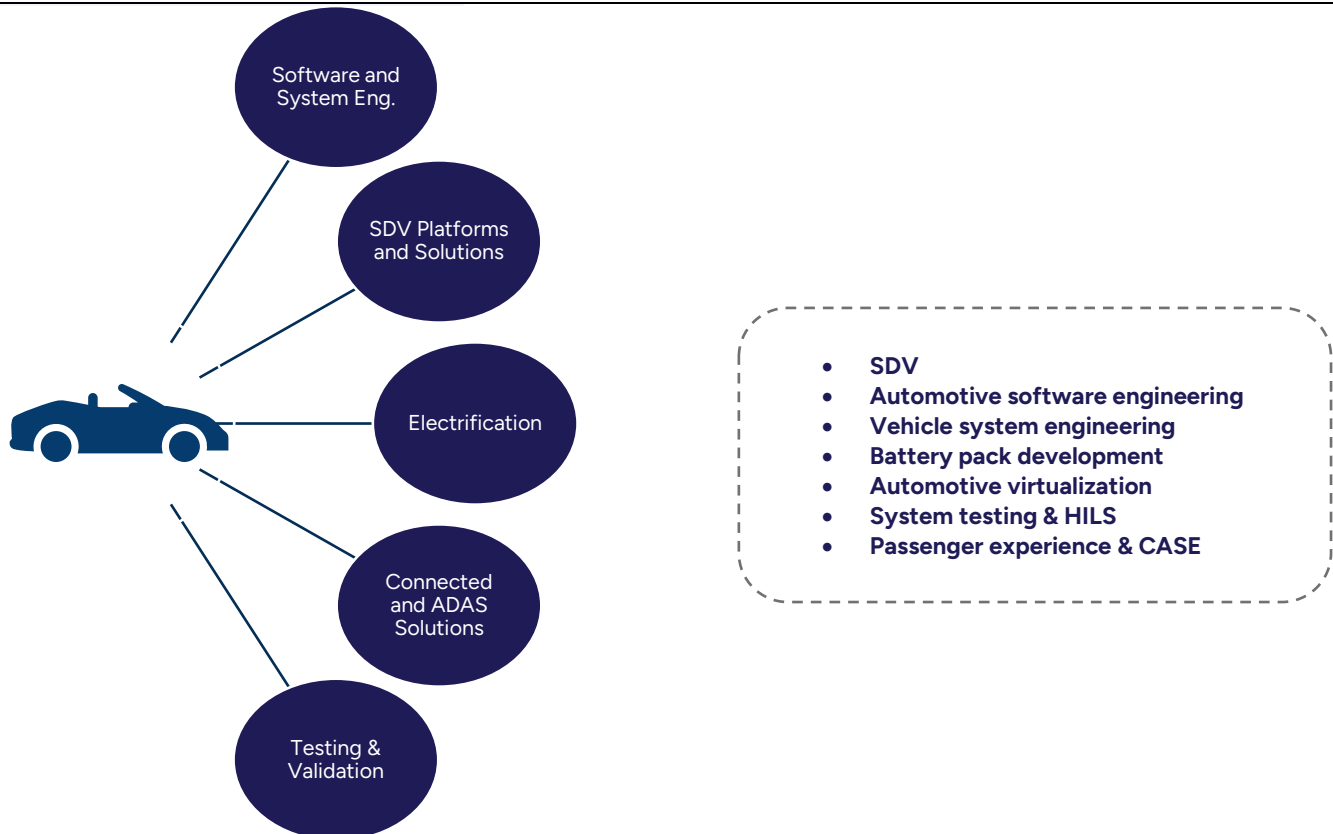 Software and
System Eng.
SDV Platforms
and Solutions
Electrification
Connected
and ADAS
Solutions
Testing &
Validation
• SDV
• Automotive software engineering
• Vehicle system engineering
• Battery pack development
• Automotive virtualization
• System testing & HILS
• Passenger experience & CASE